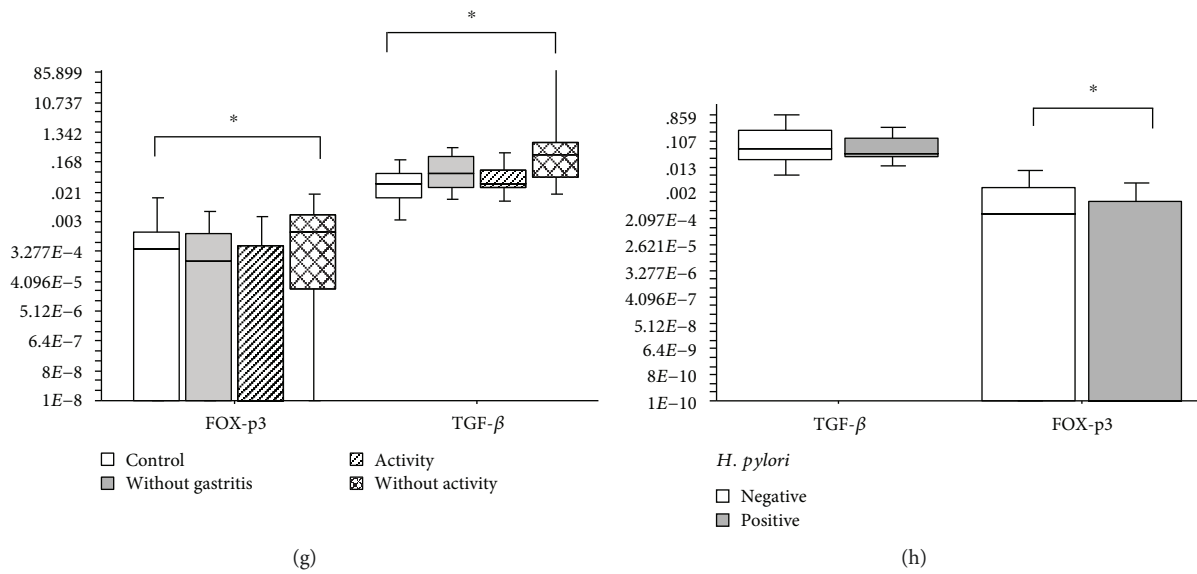 *
*
85.899
10.737
1.342
.168
.021
.003
3.277E−4
4.096E−5
5.12E−6
6.4E−7
8E−8
1E−8
FOX-p3
TGF-β
Control
Without gastritis
Activity
Without activity
(g)
*
.859
.107
.013
.002
2.097E−4
2.621E−5
3.277E−6
4.096E−7
5.12E−8
6.4E−9
8E−10
1E−10
TGF-β
FOX-p3
H. pylori
Negative
Positive
(h)